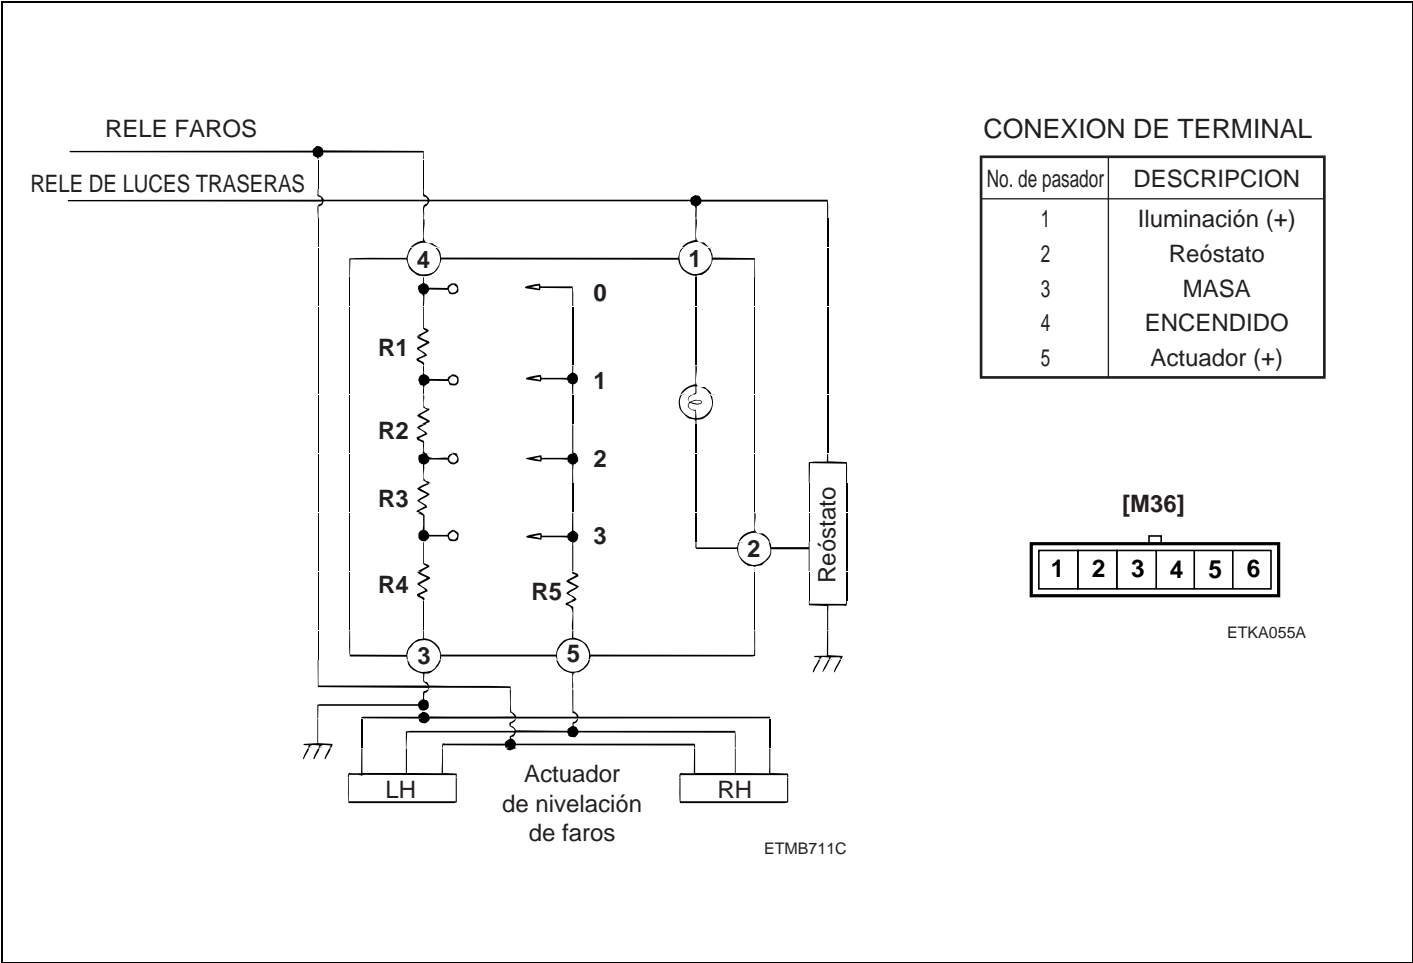 RELE FAROS
RELE DE LUCES TRASERAS
4
1
0
R1
1
R2
2
R3
3
2
Reóstato
R4
R5
3
5
LH
Actuador
de nivelación
de faros
RH
ETMB711C
CONEXION DE TERMINAL
No. de pasador DESCRIPCION
1 Iluminación (+)
2 Reóstato
3 MASA
4 ENCENDIDO
5 Actuador (+)
[M36]
1 2 3 4 5 6
ETKA055A